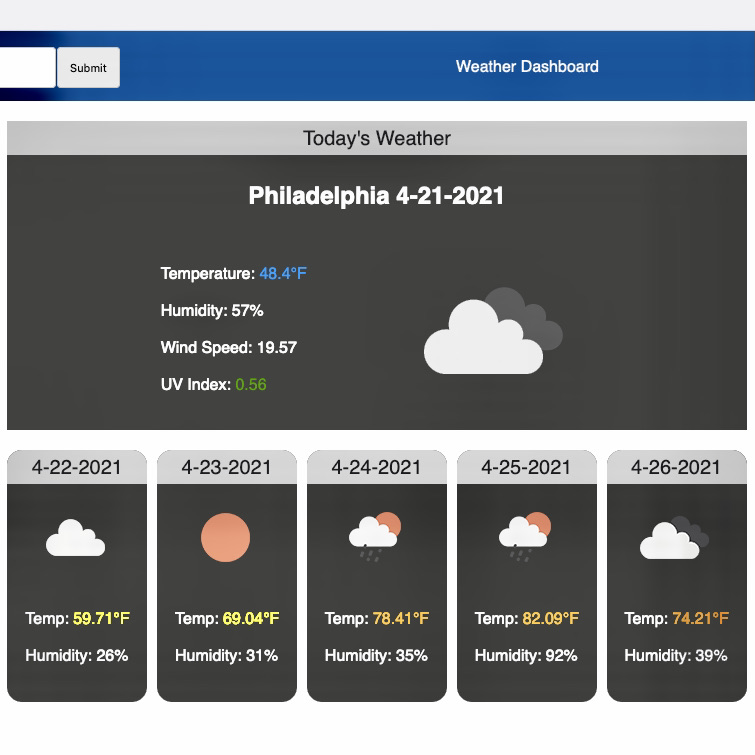 Submit
Weather Dashboard
Today's Weather
Philadelphia 4-21-2021
Temperature: 48.4°F
Humidity: 57%
Wind Speed: 19.57
UV Index: 0.56
4-22-2021
Temp: 59.71°F
Humidity: 26%
4-23-2021
Temp: 69.04°F
Humidity: 31%
4-24-2021
Temp: 78.41°F
Humidity: 35%
4-25-2021
Temp: 82.09°F
Humidity: 92%
4-26-2021
Temp: 74.21°F
Humidity: 39%